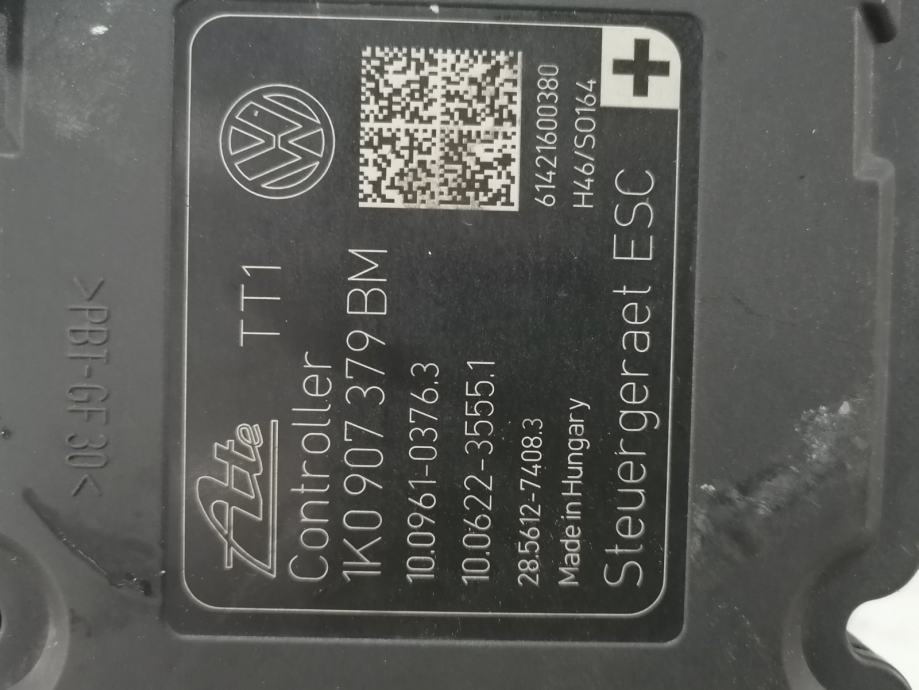 Ate TT1
Controller
1K0 907 379 BM
10.0961-0376.3
10.0622-3555.1
28.5612-7408.3
61421600380
Made in Hungary
H46/S0164
Steuergeraet ESC
>PBT-GF 30<